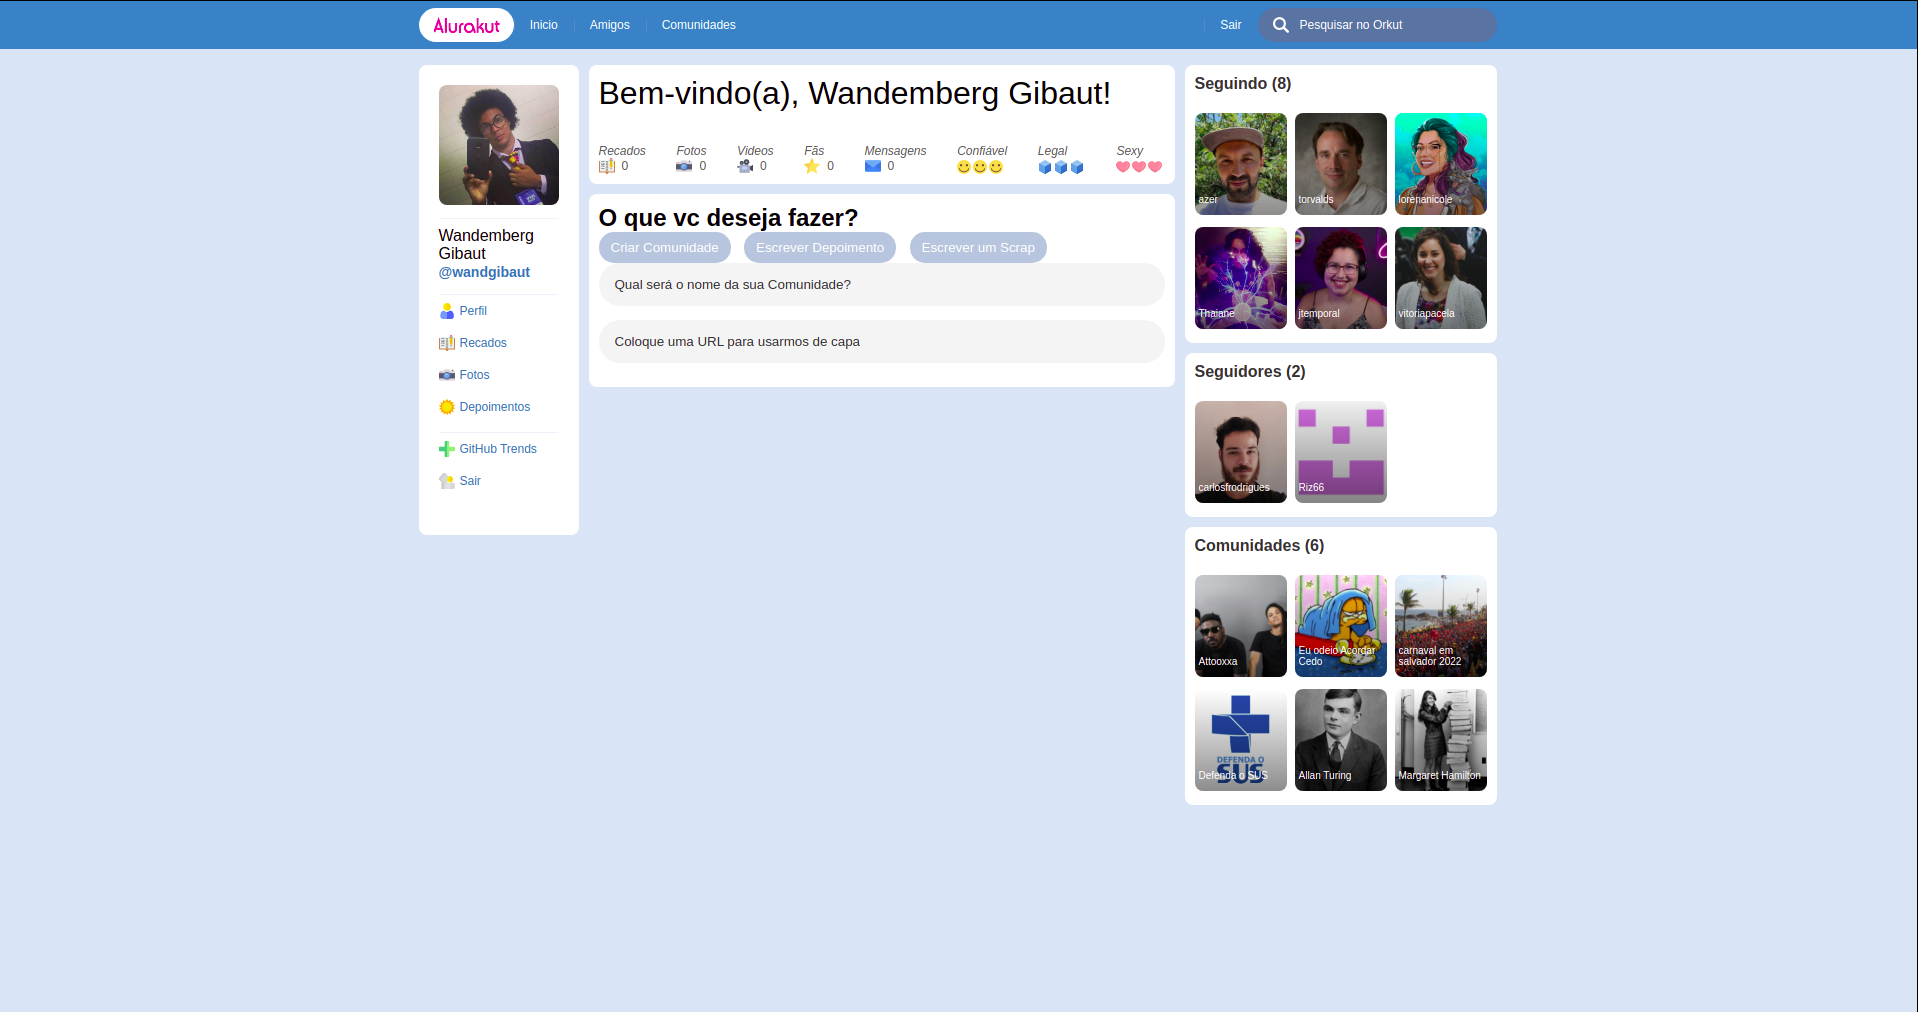 Alurakut
Inicio
Amigos
Comunidades
Sair
Pesquisar no Orkut
Wandemberg
Gibaut
@wandgibaut
Perfil
Recados
Fotos
Depoimentos
GitHub Trends
Sair
Bem-vindo(a), Wandemberg Gibaut!
Recados
0
Fotos
0
Videos
0
Fãs
0
Mensagens
0
Confiável
Legal
Sexy
O que vc deseja fazer?
Criar Comunidade
Escrever Depoimento
Escrever um Scrap
Qual será o nome da sua Comunidade?
Coloque uma URL para usarmos de capa
Seguindo (8)
azer
torvalds
lorenanicole
Thaiane
jtemporal
vitoriapacela
Seguidores (2)
carlosfrodrigues
Riz66
Comunidades (6)
Attooxxa
Eu odeio Acordar
Cedo
carnaval em
salvador 2022
DEFENDA O
SUS
Defenda o SUS
Allan Turing
Margaret Hamilton